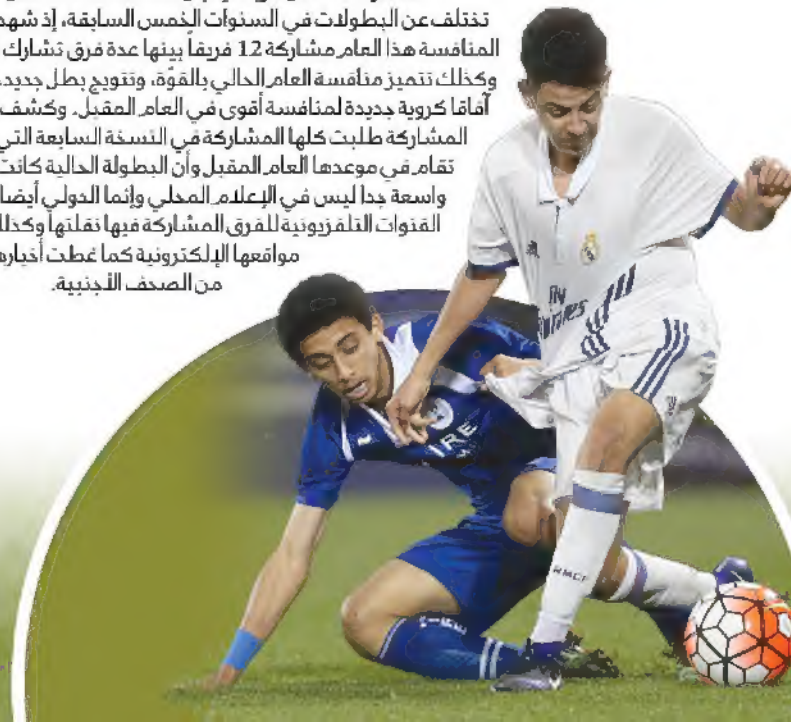 تختلف عن البطولات في السنوات الخمس السابقة، إذ شهد
المنافسة هذا العام مشاركة 12 فريقاً بينها عدة فرق تشارك
وكذلك تتميز منافسة العام الحالي بالقوّة، وتتويج بطل جديد
آفاقا كروية جديدة لمنافسة أقوى في العام المقبل. وكشف
المشاركة طلبت كلها المشاركة في النسخة السابعة التي
تقام في موعدها العام المقبل وأن البطولة الحالية كانت
واسعة جدا ليس في الإعلام المحلي وإنما الدولي أيضا
القنوات التلفزيونية للفرق المشاركة فيها نقلتها وكذلك
مواقعها الإلكترونية كما غطت أخبارها
من الصحف الأجنبية.
Fly
Emirates
IRE
RMCF